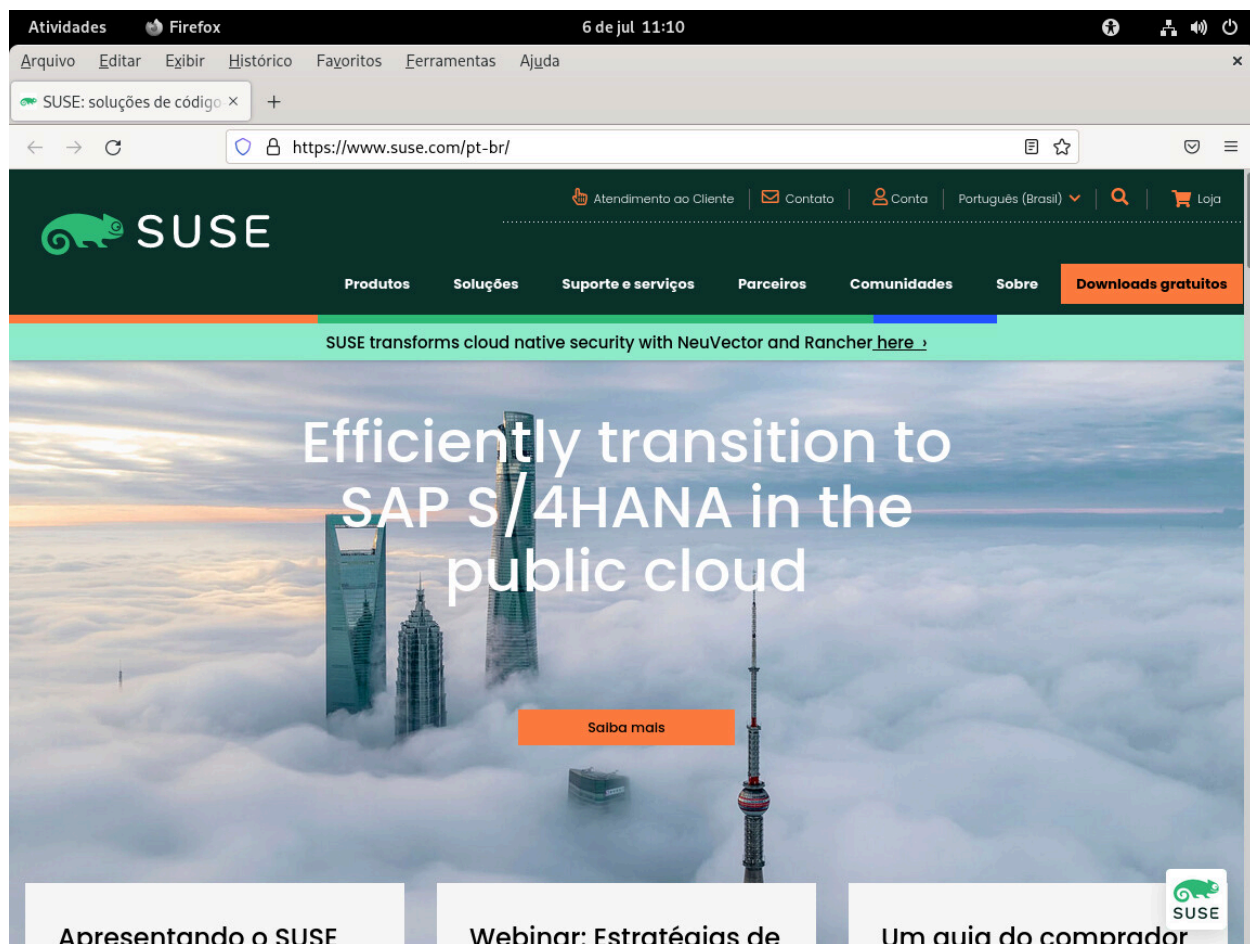 Atividades Firefox 6 de jul 11:10
Arquivo Editar Exibir Histórico Favoritos Ferramentas Ajuda
SUSE: soluções de código
https://www.suse.com/pt-br/
Atendimento ao Cliente Contato Conta Português (Brasil) Loja
SUSE
Produtos Soluções Suporte e serviços Parceiros Comunidades Sobre Downloads gratuitos
SUSE transforms cloud native security with NeuVector and Rancher here ›
Efficiently transition to
SAP S/4HANA in the
public cloud
Saiba mais
SUSE
Apresentando o SUSE Webinar: Estratégias de Um guia do comprador